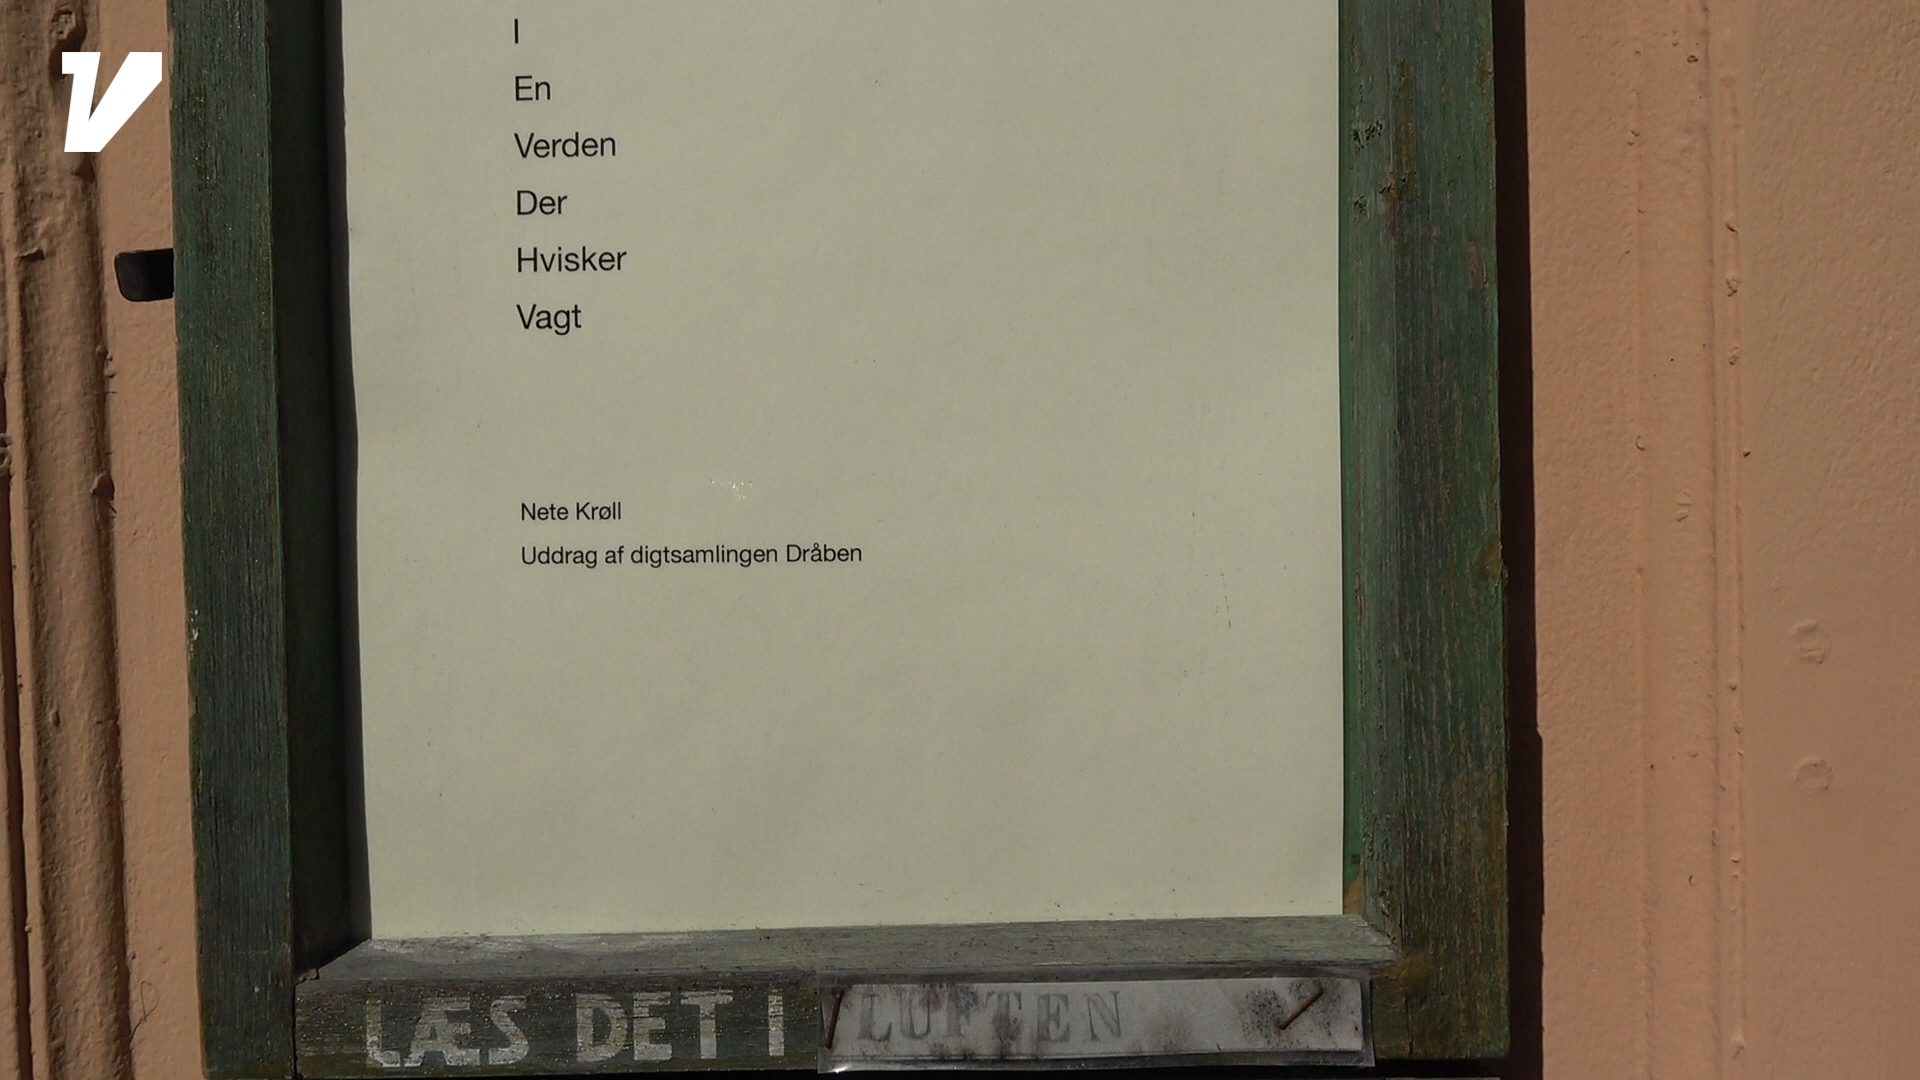 V
I
En
Verden
Der
Hvisker
Vagt
Nete Krøll
Uddrag af digtsamlingen Dråben
LÆS DET I LUFTEN